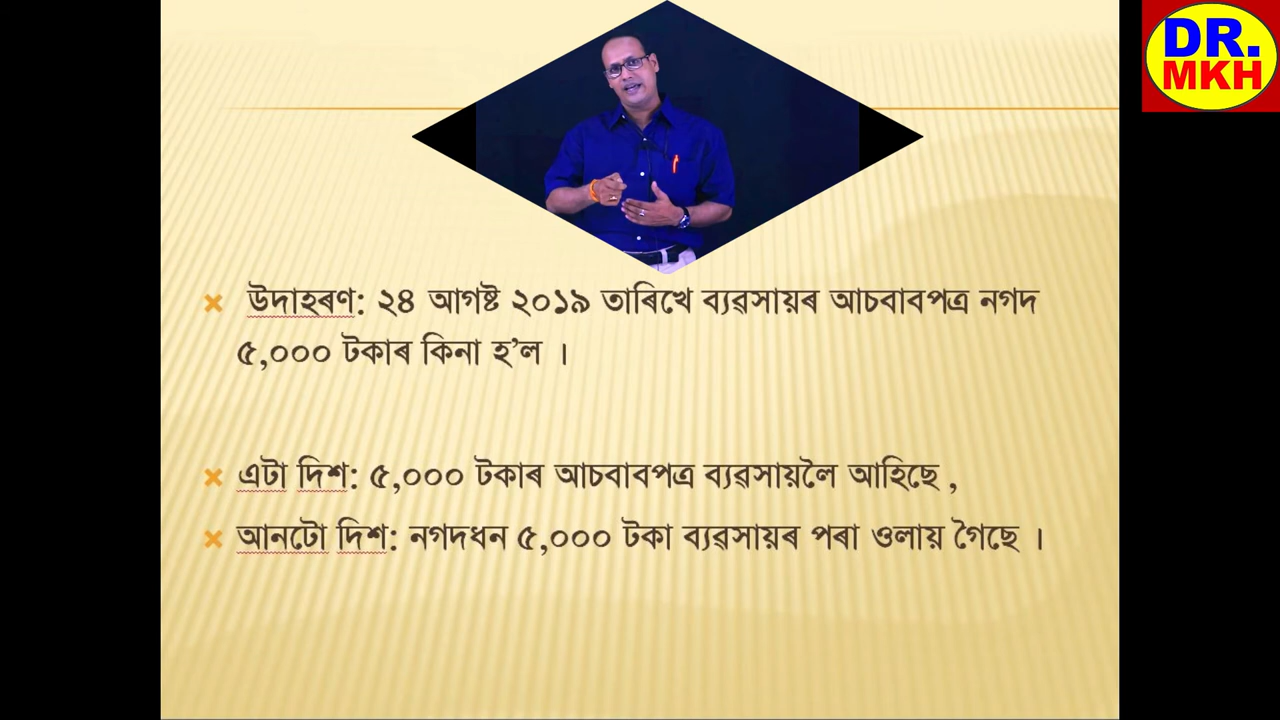 DR.
MKH
উদাহৰণ: ২৪ আগষ্ট ২০১৯ তাৰিখে ব্যৱসায়ৰ আচবাবপত্ৰ নগদ
৫,০০০ টকাৰ কিনা হ’ল ।
এটা দিশ: ৫,০০০ টকাৰ আচবাবপত্ৰ ব্যৱসায়লৈ আহিছে ,
আনটো দিশ: নগদধন ৫,০০০ টকা ব্যৱসায়ৰ পৰা ওলায় গৈছে ।